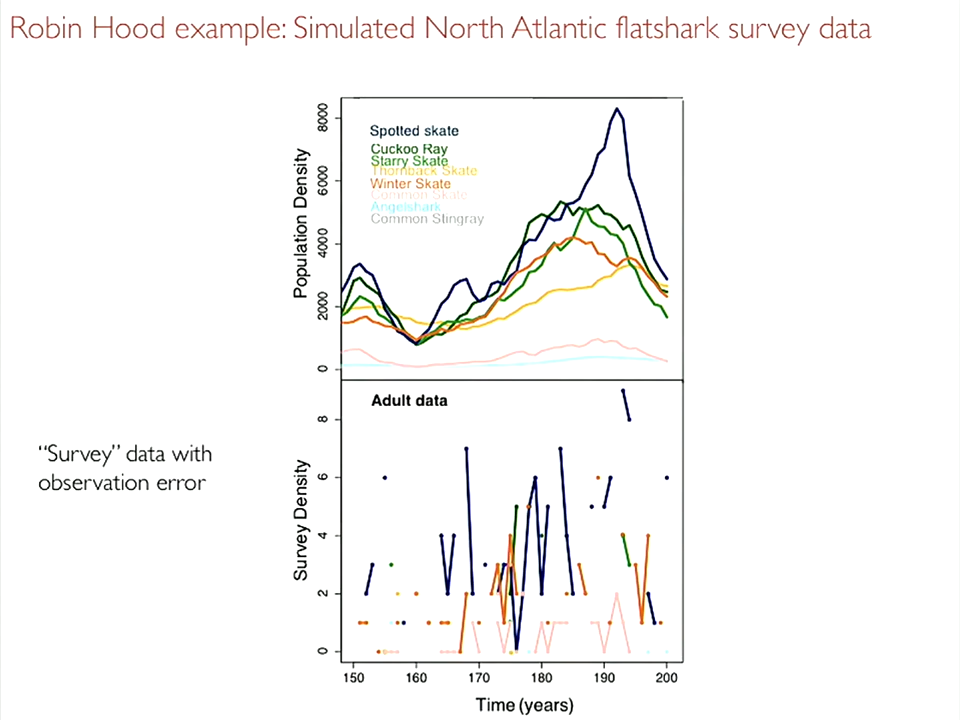 Robin Hood example: Simulated North Atlantic flatshark survey data
Population Density
8000
6000
4000
2000
0
Spotted skate
Cuckoo Ray
Starry Skate
Thornback Skate
Winter Skate
Common Skate
Angelshark
Common Stingray
“Survey” data with
observation error
Survey Density
8
6
4
2
0
Adult data
150 160 170 180 190 200
Time (years)